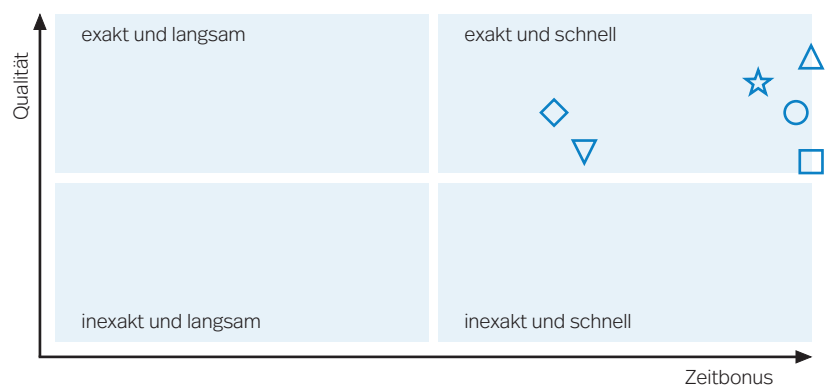 exakt und langsam
exakt und schnell
Qualität
inexakt und langsam
inexakt und schnell
Zeitbonus